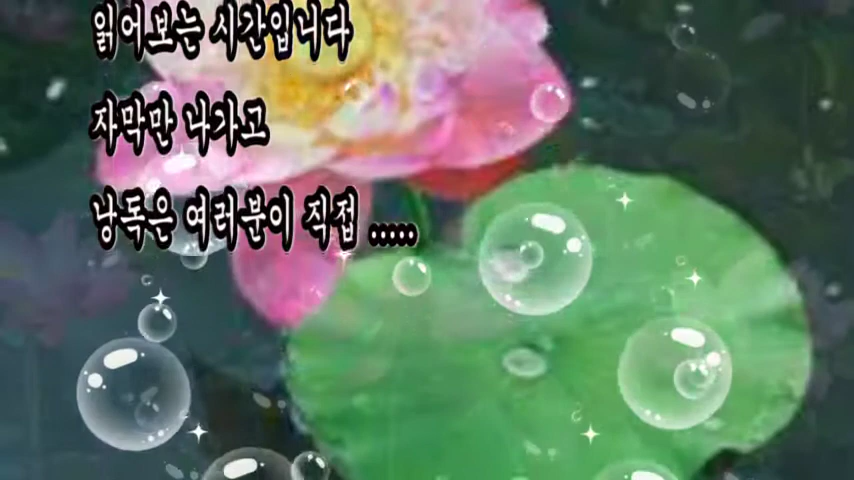 읽어보는 시간입니다
자막만 나가고
낭독은 여러분이 직접 .....